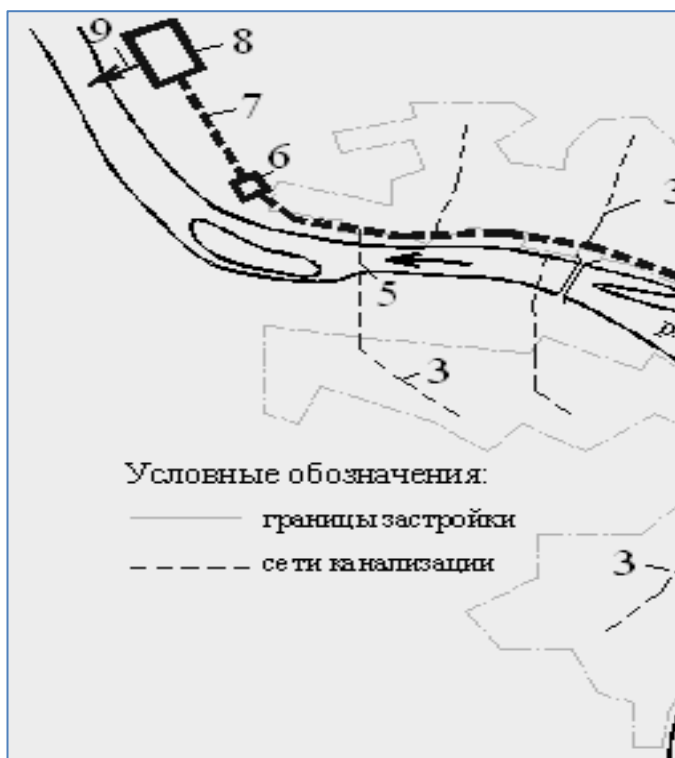 9
8
7
6
3
5
р
3
Условные обозначения:
границы застройки
сети канализации
3